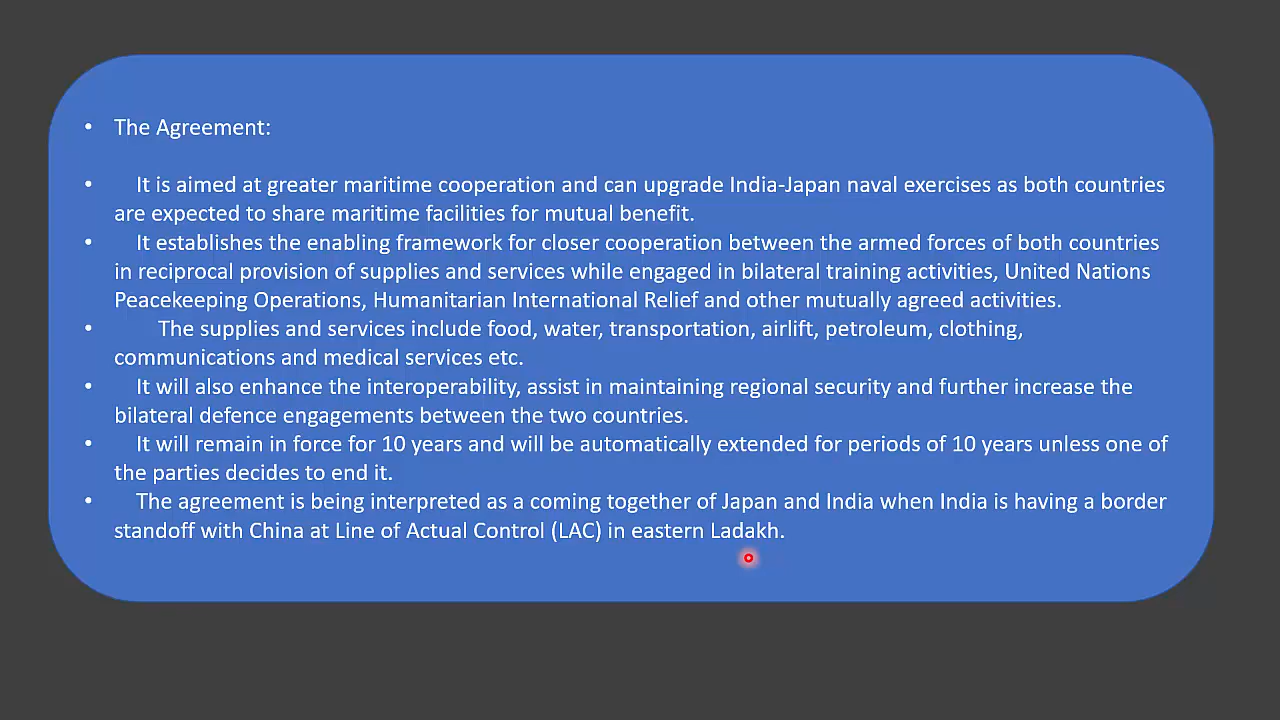 • The Agreement:
• It is aimed at greater maritime cooperation and can upgrade India-Japan naval exercises as both countries
are expected to share maritime facilities for mutual benefit.
• It establishes the enabling framework for closer cooperation between the armed forces of both countries
in reciprocal provision of supplies and services while engaged in bilateral training activities, United Nations
Peacekeeping Operations, Humanitarian International Relief and other mutually agreed activities.
• The supplies and services include food, water, transportation, airlift, petroleum, clothing,
communications and medical services etc.
• It will also enhance the interoperability, assist in maintaining regional security and further increase the
bilateral defence engagements between the two countries.
• It will remain in force for 10 years and will be automatically extended for periods of 10 years unless one of
the parties decides to end it.
• The agreement is being interpreted as a coming together of Japan and India when India is having a border
standoff with China at Line of Actual Control (LAC) in eastern Ladakh.